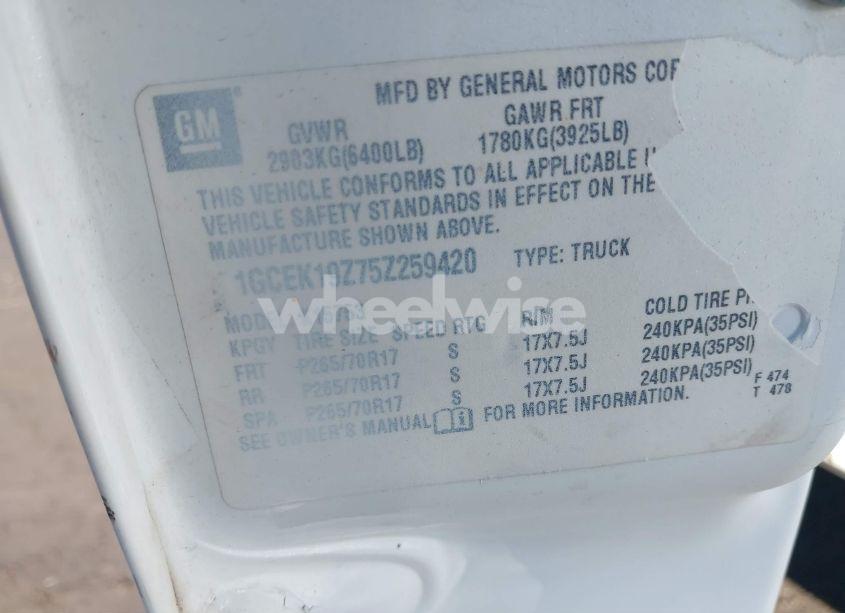 MFD BY GENERAL MOTORS COR
GM
GVWR GAWR FRT
2903KG(6400LB) 1780KG(3925LB)
THIS VEHICLE CONFORMS TO ALL APPLICABLE
VEHICLE SAFETY STANDARDS IN EFFECT ON THE
MANUFACTURE SHOWN ABOVE.
1GCEK19Z75Z259420 TYPE: TRUCK
wheelwise
COLD TIRE
KPGY TIRE SIZE SPEED RTG RIM
FRT P265/70R17 S 17X7.5J 240KPA(35PSI)
RR P265/70R17 S 17X7.5J 240KPA(35PSI)
SPA P265/70R17 S 17X7.5J 240KPA(35PSI)
SEE OWNER'S MANUAL FOR MORE INFORMATION.
F 474
T 478